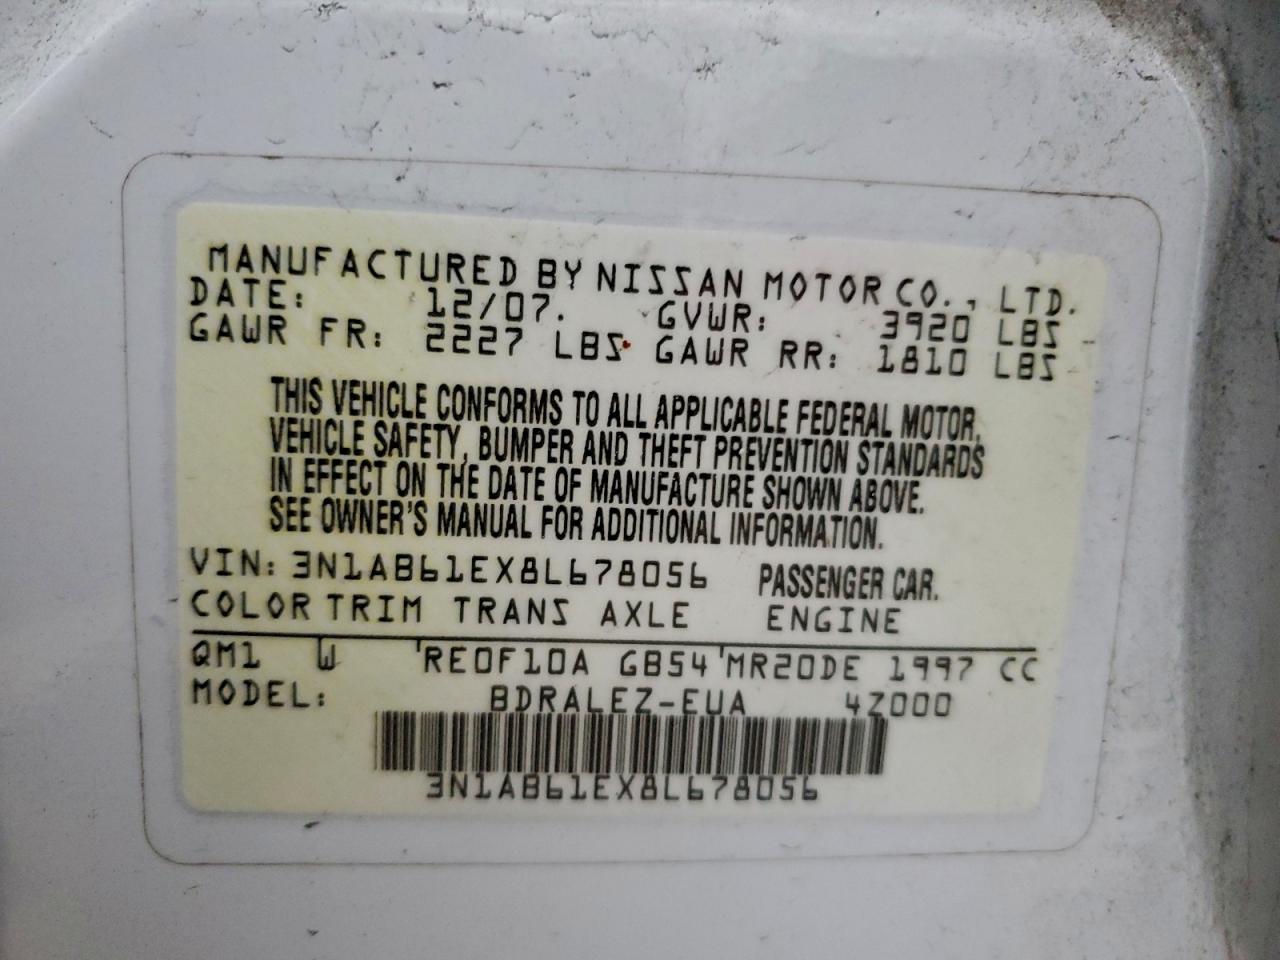 MANUFACTURED BY NISSAN MOTOR CO., LTD.
DATE: 12/07. GVWR: 3920 LBS
GAWR FR: 2227 LBS GAWR RR: 1810 LBS
THIS VEHICLE CONFORMS TO ALL APPLICABLE FEDERAL MOTOR
VEHICLE SAFETY, BUMPER AND THEFT PREVENTION STANDARDS
IN EFFECT ON THE DATE OF MANUFACTURE SHOWN ABOVE.
SEE OWNER'S MANUAL FOR ADDITIONAL INFORMATION.
VIN: 3N1AB61EX8L678056 PASSENGER CAR.
COLOR TRIM TRANS AXLE ENGINE
QM1 W 'RE0F10A GB54 'MR20DE 1997 CC
MODEL: BDRALEZ-EUA 4Z000
3N1AB61EX8L678056